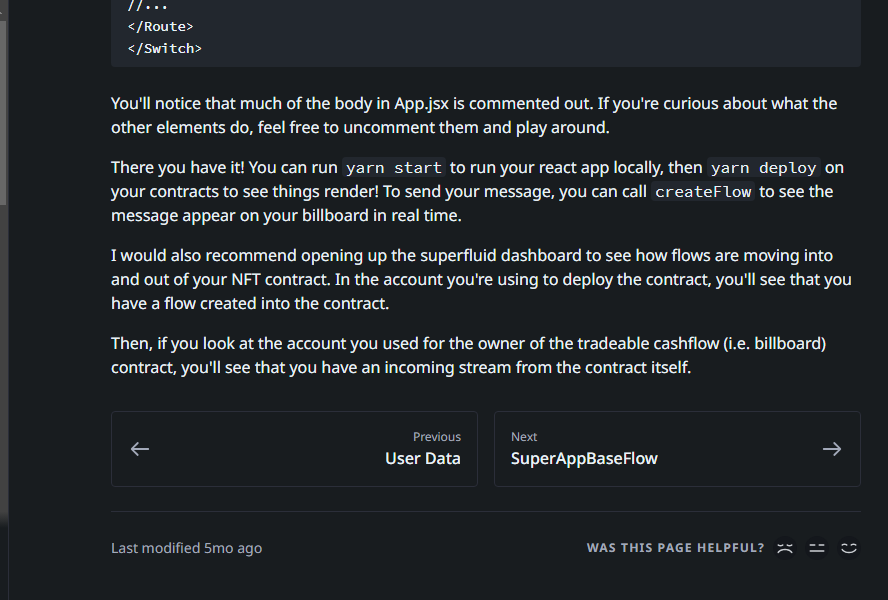 //...
</Route>
</Switch>
You'll notice that much of the body in App.jsx is commented out. If you're curious about what the
other elements do, feel free to uncomment them and play around.
There you have it! You can run yarn start to run your react app locally, then yarn deploy on
your contracts to see things render! To send your message, you can call createFlow to see the
message appear on your billboard in real time.
I would also recommend opening up the superfluid dashboard to see how flows are moving into
and out of your NFT contract. In the account you're using to deploy the contract, you'll see that you
have a flow created into the contract.
Then, if you look at the account you used for the owner of the tradeable cashflow (i.e. billboard)
contract, you'll see that you have an incoming stream from the contract itself.
Previous
User Data
Next
SuperAppBaseFlow
Last modified 5mo ago
WAS THIS PAGE HELPFUL?